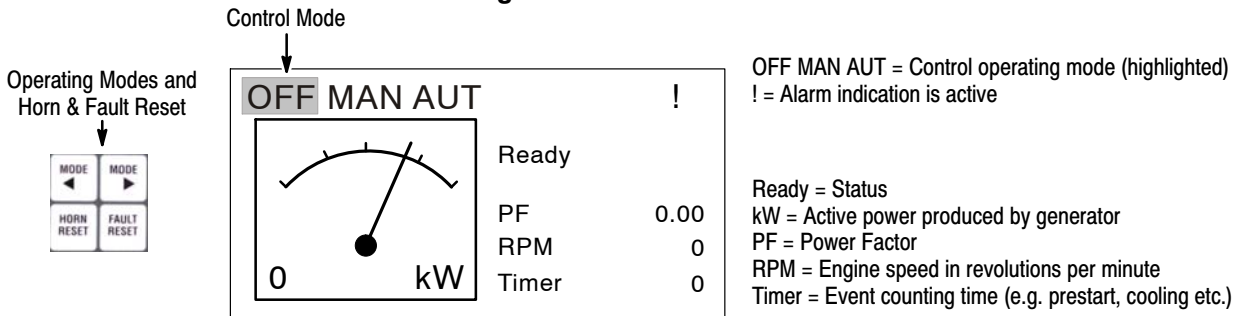 Control Mode
Operating Modes and
Horn & Fault Reset
MODE
MODE
HORN
RESET
FAULT
RESET
OFF MAN AUT !
Ready
PF 0.00
RPM 0
Timer 0
0 kW
OFF MAN AUT = Control operating mode (highlighted)
! = Alarm indication is active
Ready = Status
kW = Active power produced by generator
PF = Power Factor
RPM = Engine speed in revolutions per minute
Timer = Event counting time (e.g. prestart, cooling etc.)